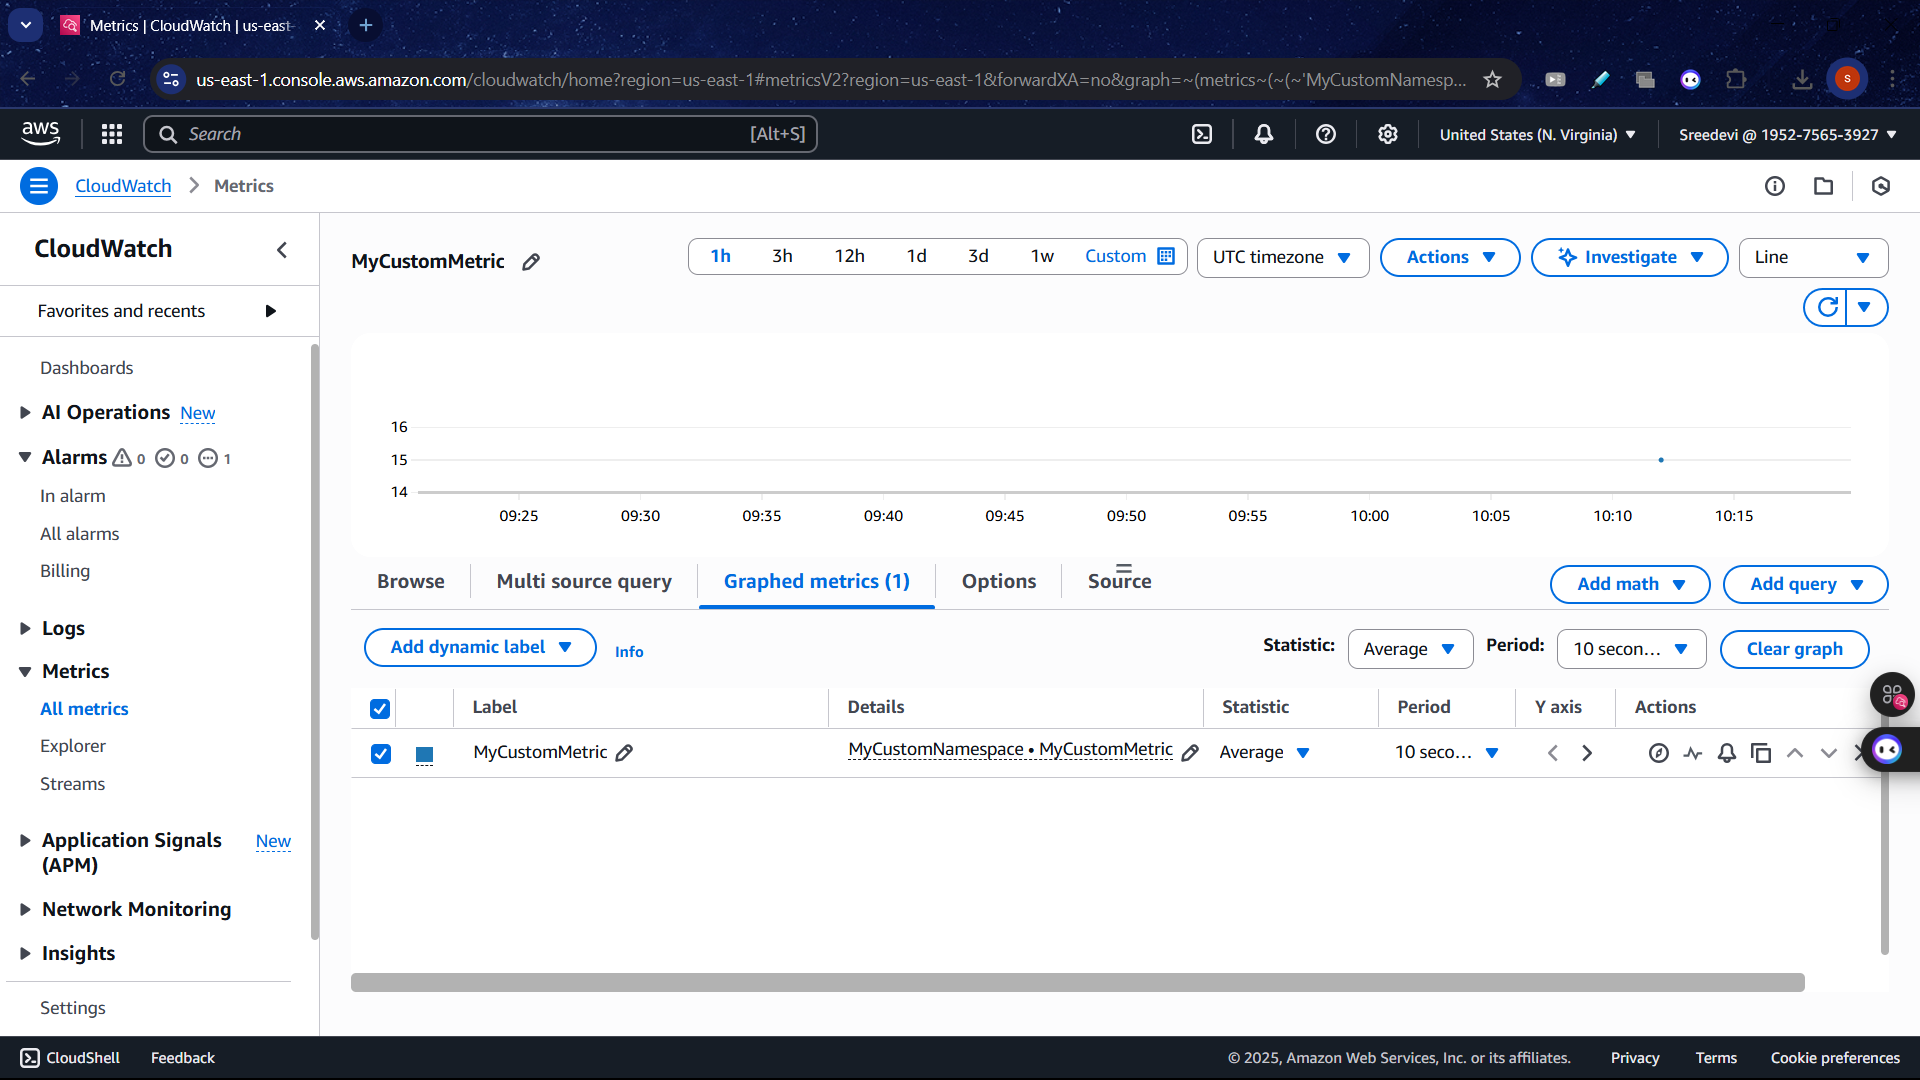 Metrics | CloudWatch | us-east-
us-east-1.console.aws.amazon.com/cloudwatch/home?region=us-east-1#metricsV2?region=us-east-1&forwardXA=no&graph=~(metrics~(~(~'MyCustomNamesp...
S
aws
Search
[Alt+S]
United States (N. Virginia)
Sreedevi @ 1952-7565-3927
CloudWatch
Metrics
CloudWatch
Favorites and recents
Dashboards
AI Operations New
Alarms 0 0 1
In alarm
All alarms
Billing
Logs
Metrics
All metrics
Explorer
Streams
Application Signals (APM) New
Network Monitoring
Insights
Settings
MyCustomMetric
1h 3h 12h 1d 3d 1w Custom
UTC timezone
Actions
Investigate
Line
16
15
14
09:25 09:30 09:35 09:40 09:45 09:50 09:55 10:00 10:05 10:10 10:15
Browse
Multi source query
Graphed metrics (1)
Options
Source
Add math
Add query
Add dynamic label
Info
Statistic: Average
Period: 10 secon...
Clear graph
Label Details Statistic Period Y axis Actions
MyCustomMetric MyCustomNamespace • MyCustomMetric Average 10 seco...
CloudShell Feedback
© 2025, Amazon Web Services, Inc. or its affiliates. Privacy Terms Cookie preferences